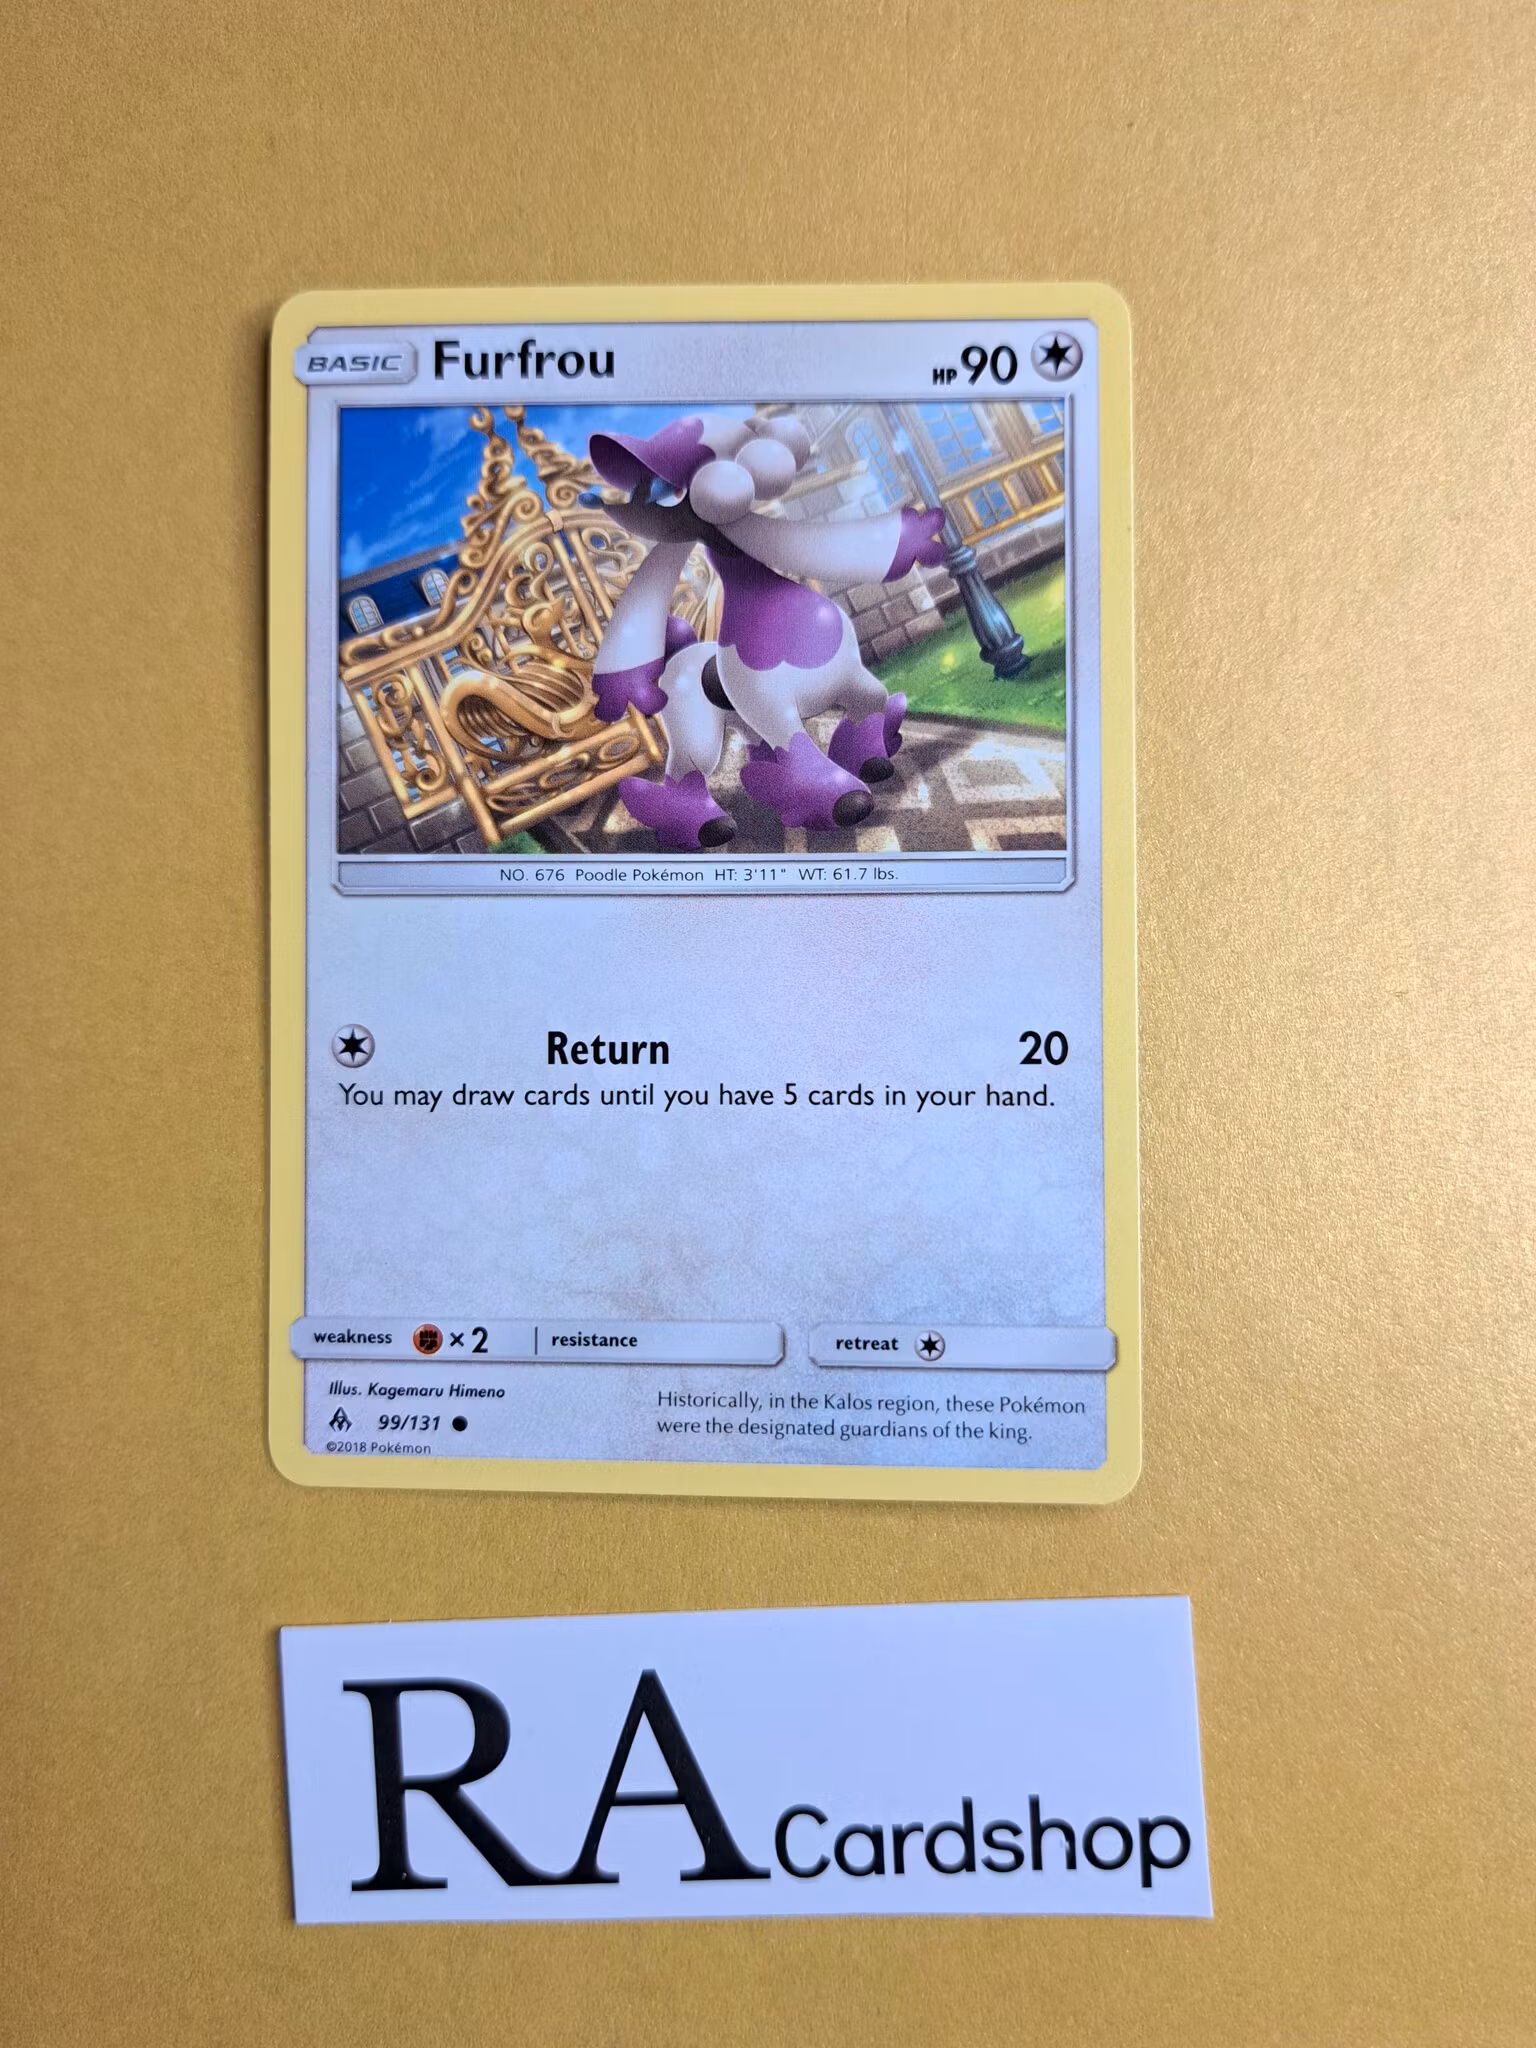 BASIC Furfrou HP 90
NO. 676 Poodle Pokémon HT: 3'11" WT: 61.7 lbs.
Return 20
You may draw cards until you have 5 cards in your hand.
weakness × 2 resistance retreat
Illus. Kagemaru Himeno
99/131
©2018 Pokémon
Historically, in the Kalos region, these Pokémon
were the designated guardians of the king.
RA Cardshop